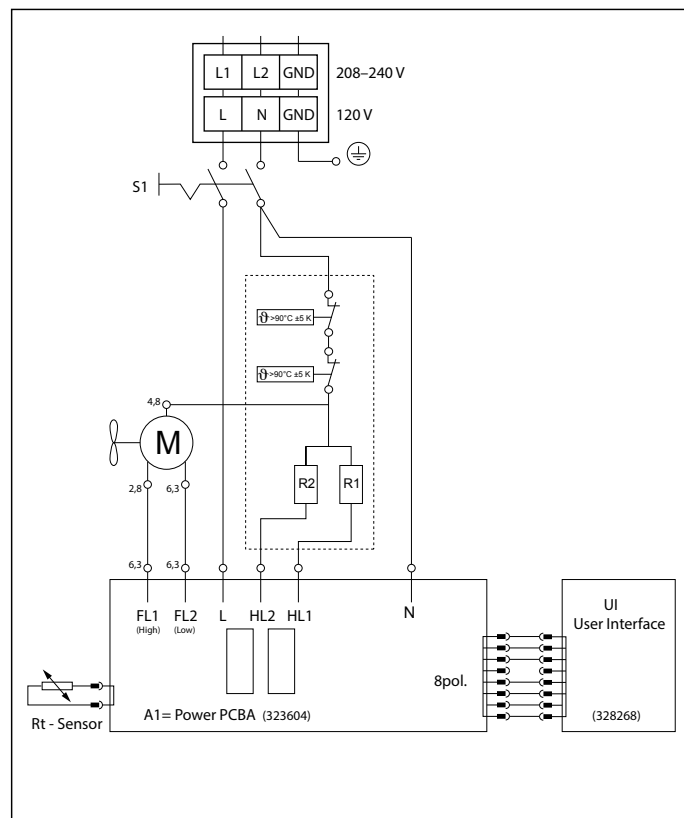 L1 L2 GND 208–240 V
L N GND 120 V
S1
ϑ >90°C ±5 K
ϑ >90°C ±5 K
4,8
M
2,8 6,3
R2 R1
6,3 6,3
FL1 FL2 L HL2 HL1 N
(High) (Low)
UI
User Interface
8pol.
Rt - Sensor
A1= Power PCBA (323604)
(328268)